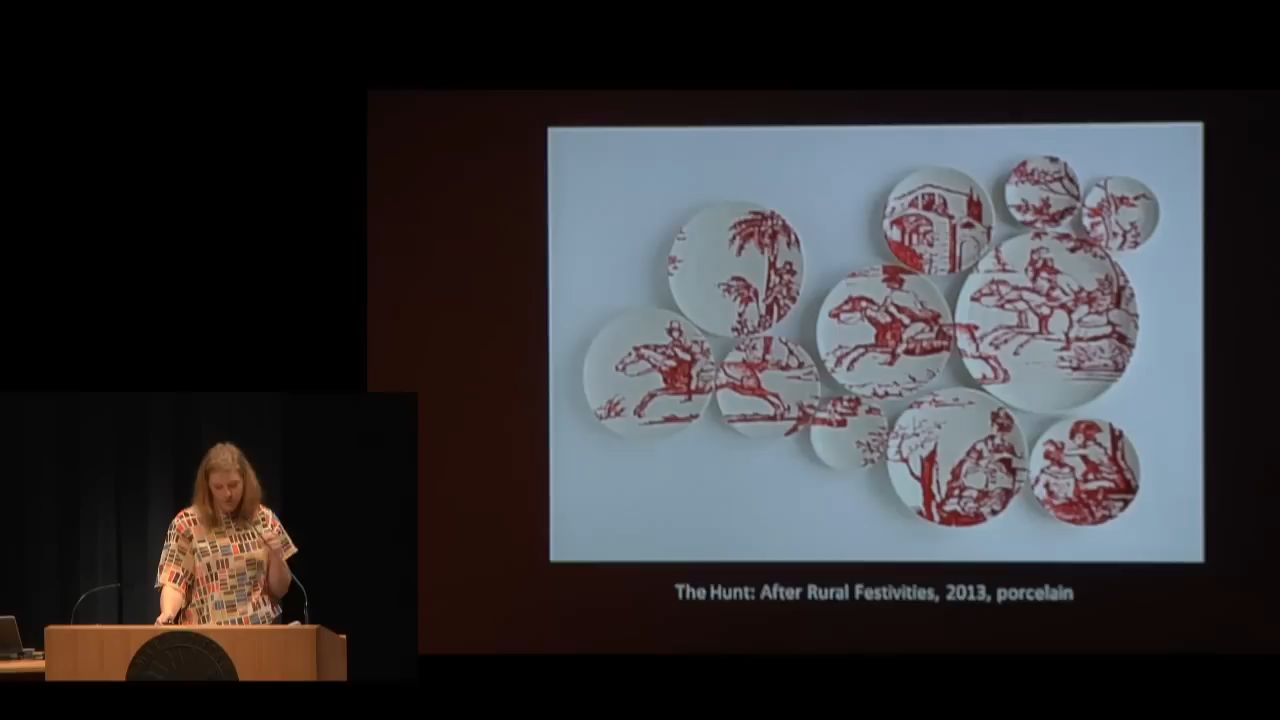 The Hunt: After Rural Festivities, 2013, porcelain